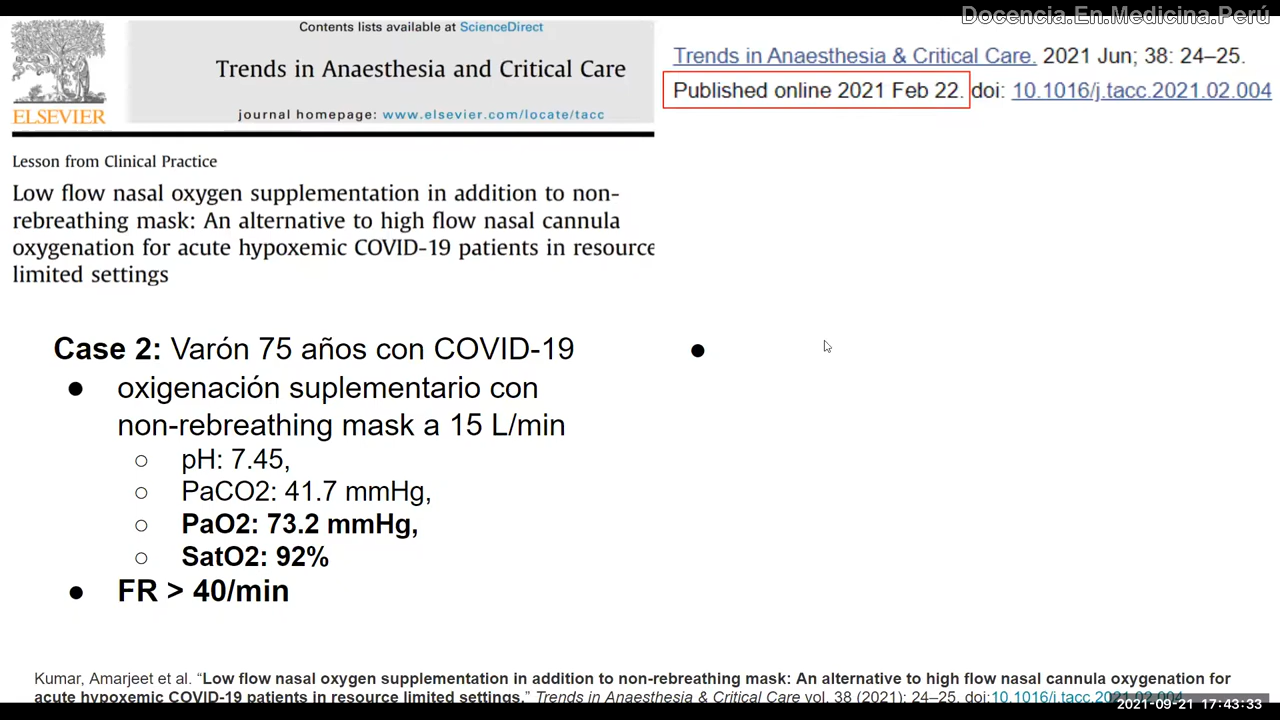 Docencia.En.Medicina.Perú
Contents lists available at ScienceDirect
Trends in Anaesthesia and Critical Care
journal homepage: www.elsevier.com/locate/tacc
ELSEVIER
Trends in Anaesthesia & Critical Care. 2021 Jun; 38: 24–25.
Published online 2021 Feb 22. doi: 10.1016/j.tacc.2021.02.004
Lesson from Clinical Practice
Low flow nasal oxygen supplementation in addition to non-
rebreathing mask: An alternative to high flow nasal cannula
oxygenation for acute hypoxemic COVID-19 patients in resource
limited settings
Case 2: Varón 75 años con COVID-19
● oxigenación suplementario con
non-rebreathing mask a 15 L/min
○ pH: 7.45,
○ PaCO2: 41.7 mmHg,
○ PaO2: 73.2 mmHg,
○ SatO2: 92%
● FR > 40/min
●
Kumar, Amarjeet et al. “Low flow nasal oxygen supplementation in addition to non-rebreathing mask: An alternative to high flow nasal cannula oxygenation for
acute hypoxemic COVID-19 patients in resource limited settings.” Trends in Anaesthesia & Critical Care vol. 38 (2021): 24-25. doi:10.1016/j.tacc.2021.02.004
2021-09-21 17:43:33